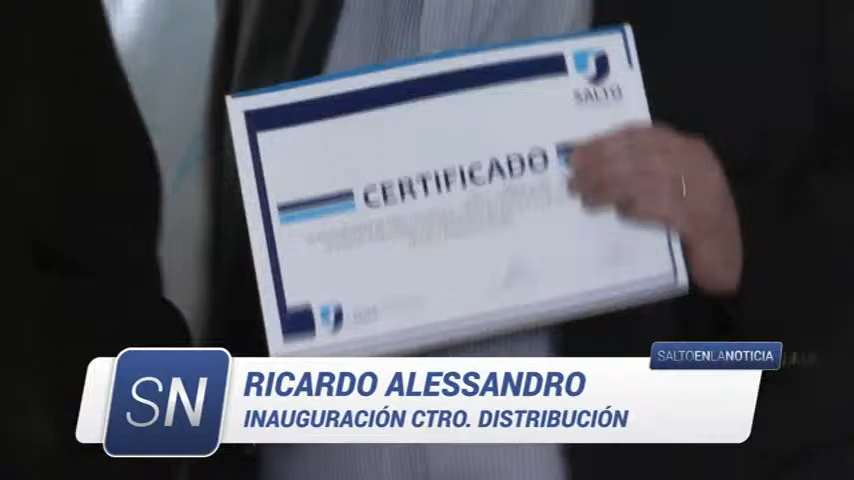 SALTO
CERTIFICADO
SALTOENLANOTICIA
SN
RICARDO ALESSANDRO
INAUGURACIÓN CTRO. DISTRIBUCIÓN